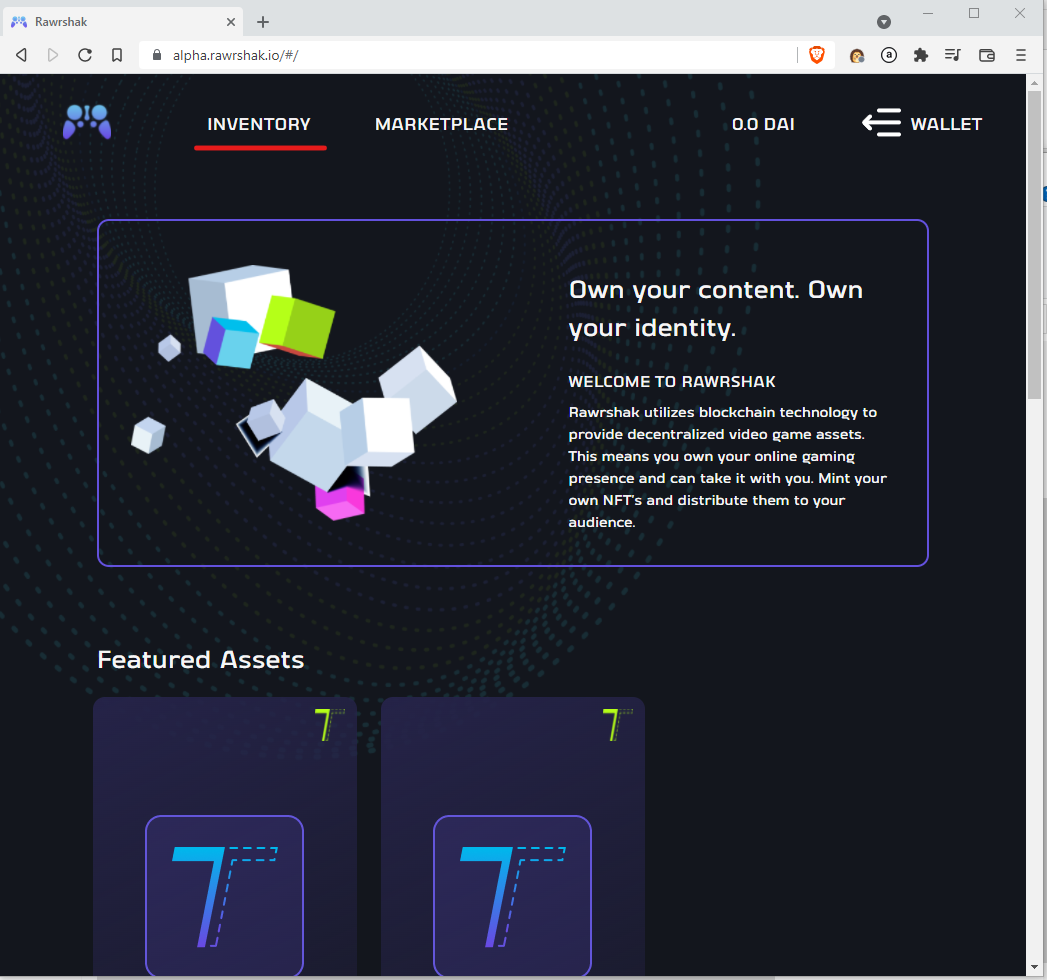 Rawrshak
alpha.rawrshak.io/#/
INVENTORY
MARKETPLACE
0.0 DAI
WALLET
Own your content. Own
your identity.
WELCOME TO RAWRSHAK
Rawrshak utilizes blockchain technology to
provide decentralized video game assets.
This means you own your online gaming
presence and can take it with you. Mint your
own NFT's and distribute them to your
audience.
Featured Assets